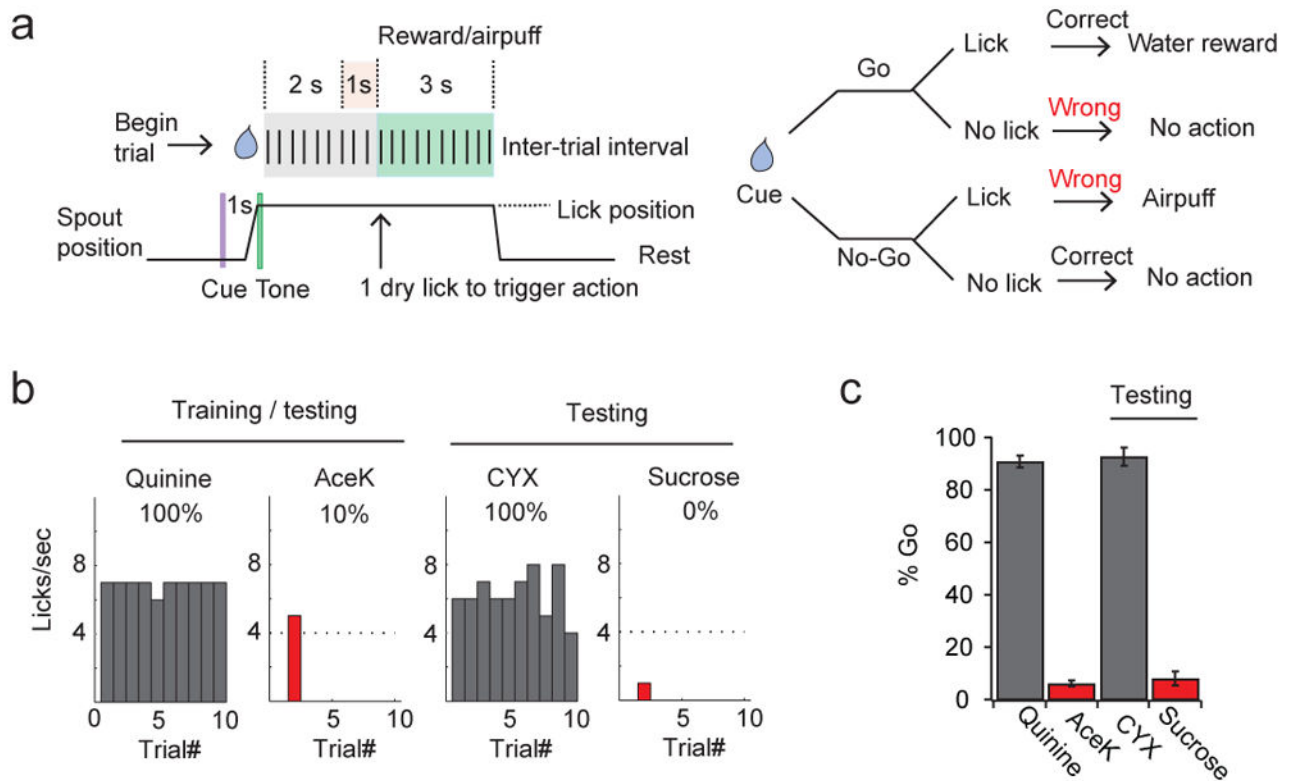 a
Reward/airpuff
2 s
1s
3 s
Begin
trial
Inter-trial interval
Spout
position
1s
Lick position
Rest
Cue Tone
1 dry lick to trigger action
Cue
Go
Lick
Correct
Water reward
No lick
Wrong
No action
No-Go
Lick
Wrong
Airpuff
No lick
Correct
No action
b
Training / testing
Testing
Quinine
100%
AceK
10%
CYX
100%
Sucrose
0%
Licks/sec
8
4
0 5 10
Trial#
8
4
5 10
Trial#
8
4
5 10
Trial#
8
4
5 10
Trial#
c
Testing
% Go
100
80
60
40
20
0
Quinine
AceK
CYX
Sucrose